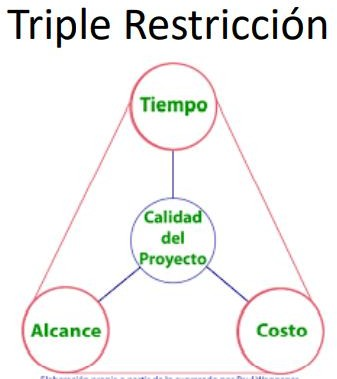 Triple Restricción
Tiempo
Calidad
del
Proyecto
Alcance
Costo